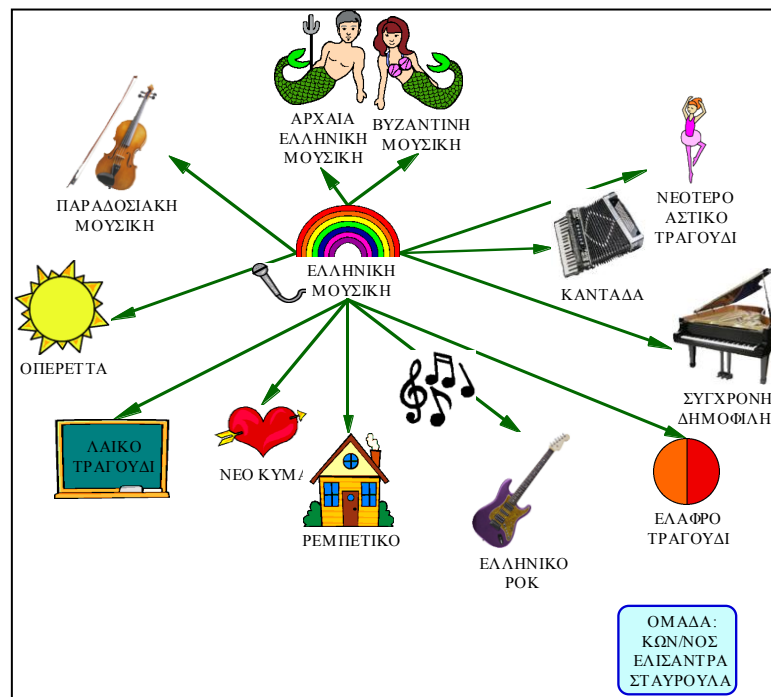 ΑΡΧΑΙΑ
ΕΛΛΗΝΙΚΗ
ΜΟΥΣΙΚΗ
ΒΥΖΑΝΤΙΝΗ
ΜΟΥΣΙΚΗ
ΠΑΡΑΔΟΣΙΑΚΗ
ΜΟΥΣΙΚΗ
ΝΕΟΤΕΡΟ
ΑΣΤΙΚΟ
ΤΡΑΓΟΥΔΙ
ΕΛΛΗΝΙΚΗ
ΜΟΥΣΙΚΗ
ΚΑΝΤΑΔΑ
ΟΠΕΡΕΤΤΑ
ΣΥΓΧΡΟΝΗ
ΔΗΜΟΦΙΛΗ
ΛΑΙΚΟ
ΤΡΑΓΟΥΔΙ
ΝΕΟ ΚΥΜΑ
ΡΕΜΠΕΤΙΚΟ
ΕΛΛΗΝΙΚΟ
ΡΟΚ
ΕΛΑΦΡΟ
ΤΡΑΓΟΥΔΙ
ΟΜΑΔΑ:
ΚΩΝ/ΝΟΣ
ΕΛΙΣΑΝΤΡΑ
ΣΤΑΥΡΟΥΛΑ